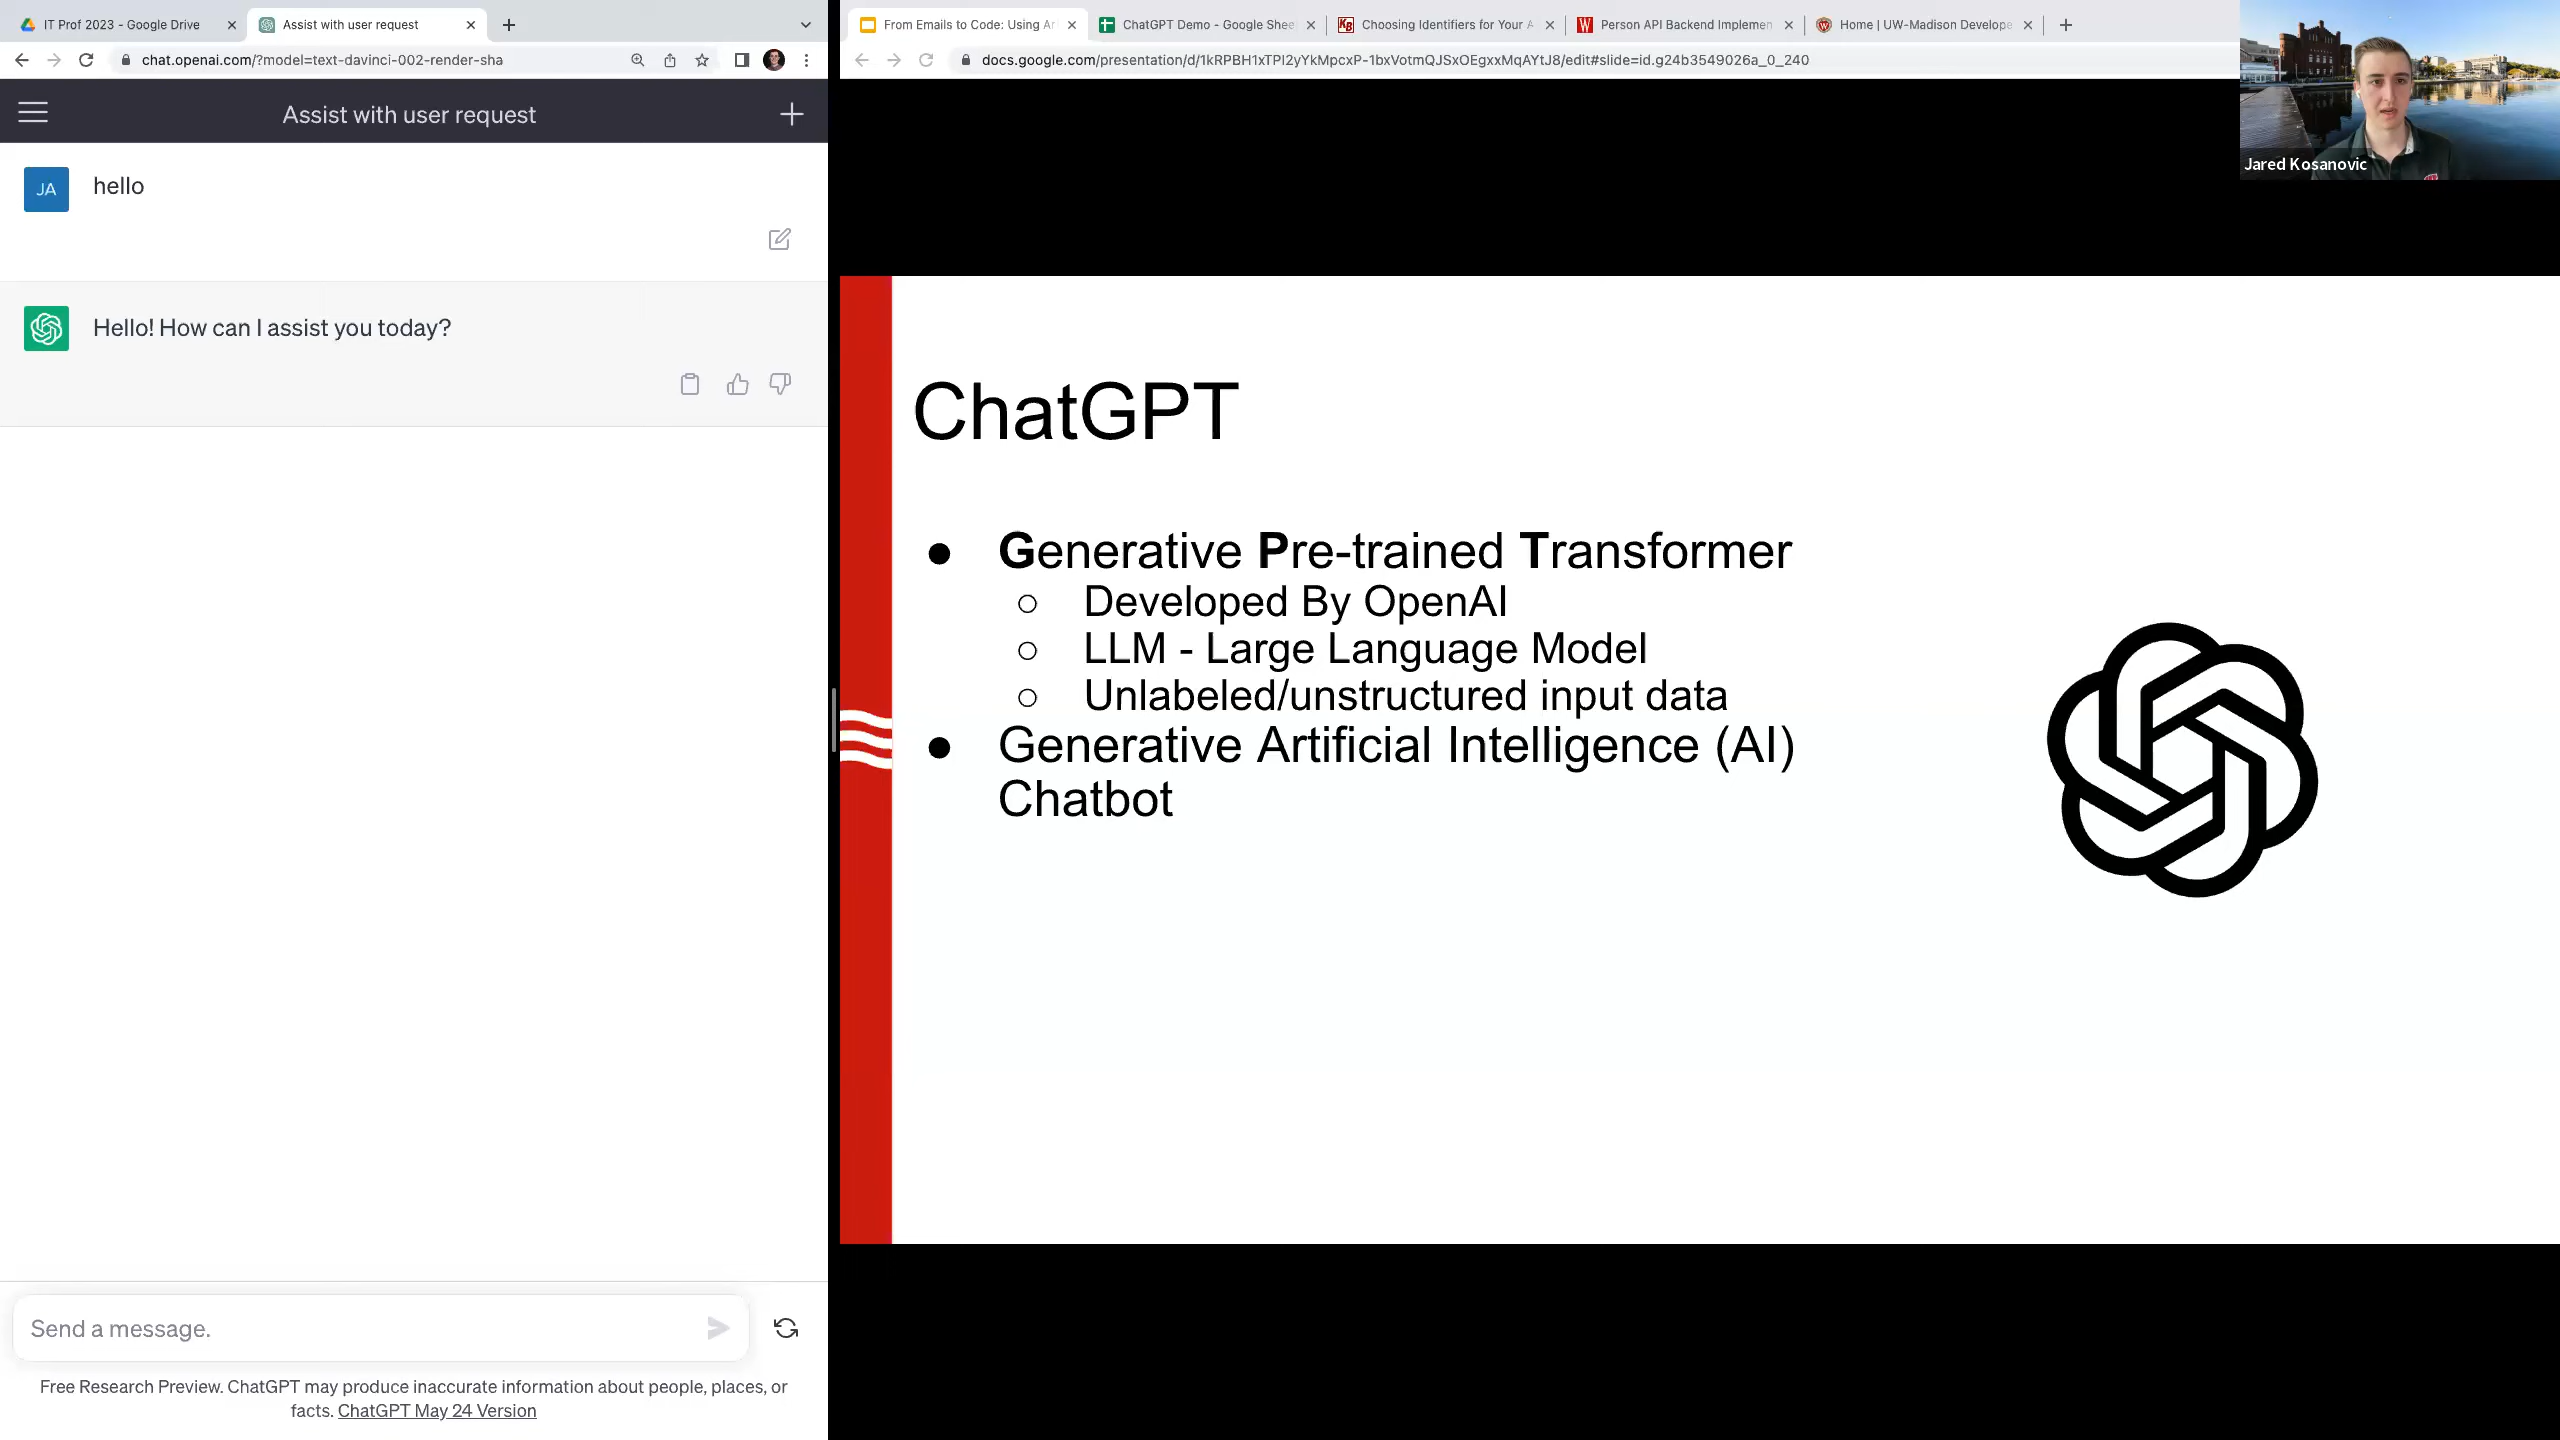 IT Prof 2023 - Google Drive
Assist with user request
chat.openai.com/?model=text-davinci-002-render-sha
Assist with user request
JA
hello
Hello! How can I assist you today?
Send a message.
Free Research Preview. ChatGPT may produce inaccurate information about people, places, or
facts. ChatGPT May 24 Version
From Emails to Code: Using Ar
ChatGPT Demo - Google Shee
KB
Choosing Identifiers for Your A
W
Person API Backend Implemen
Home | UW-Madison Develope
docs.google.com/presentation/d/1kRPBH1xTPl2yYkMpcxP-1bxVotmQJSxOEgxxMqAYtJ8/edit#slide=id.g24b3549026a_0_240
Jared Kosanovic
ChatGPT
● Generative Pre-trained Transformer
○ Developed By OpenAI
○ LLM - Large Language Model
○ Unlabeled/unstructured input data
● Generative Artificial Intelligence (AI)
Chatbot